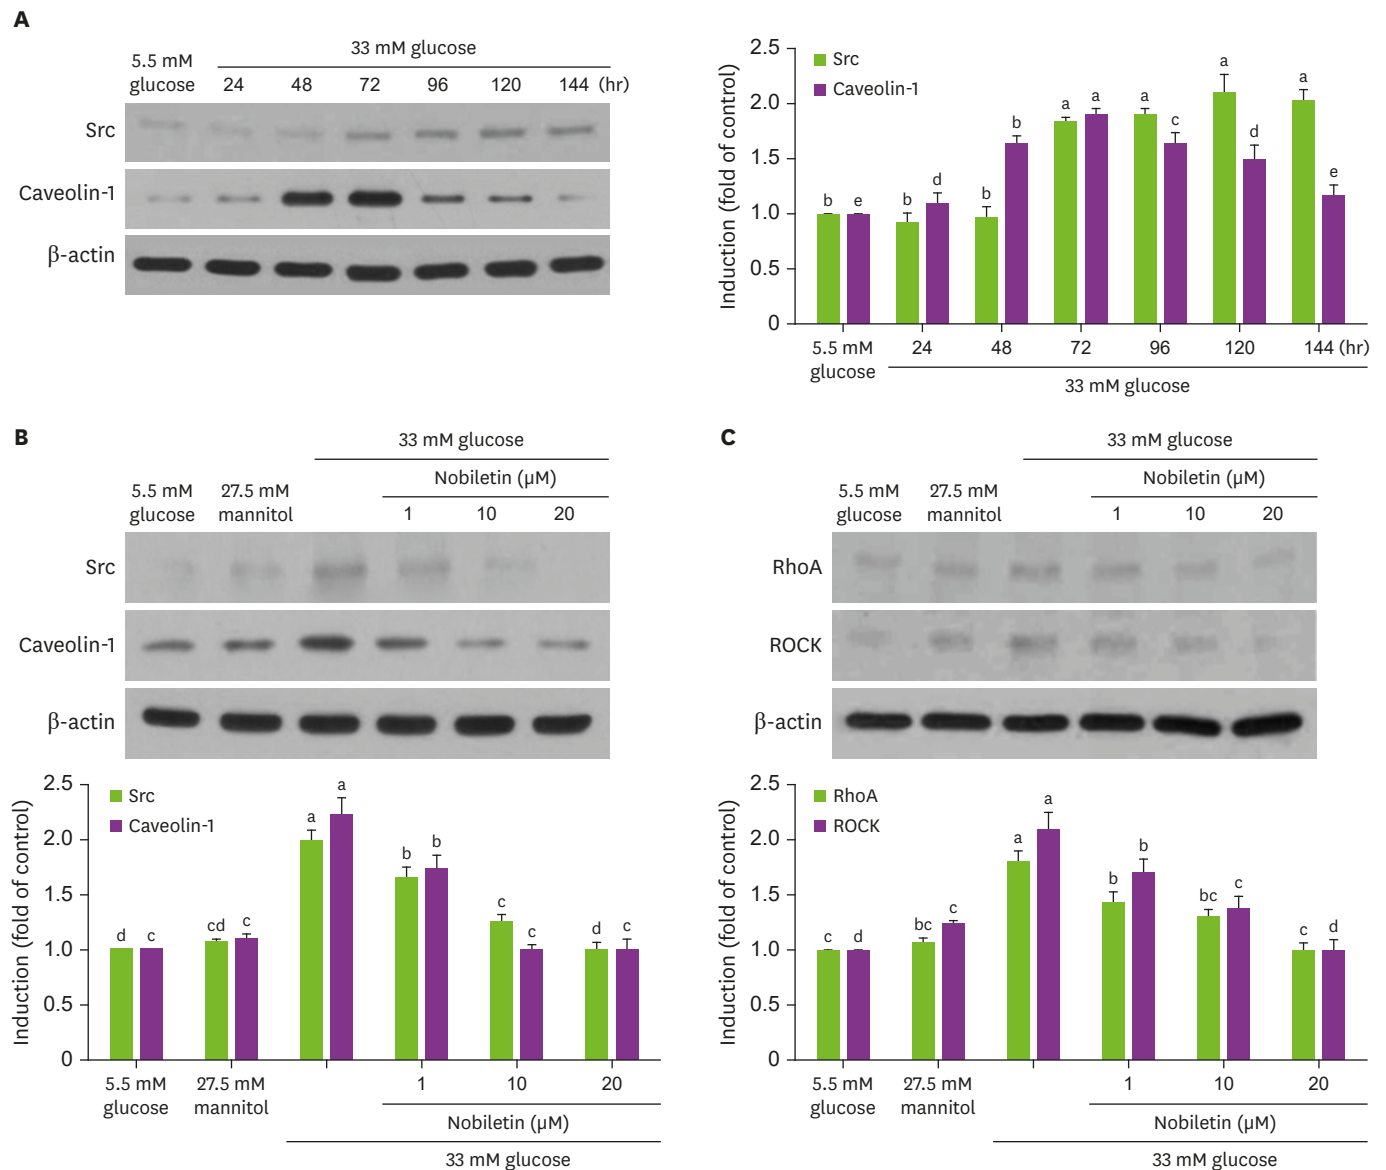 A
33 mM glucose
5.5 mM
glucose 24 48 72 96 120 144 (hr)
Src
Caveolin-1
β-actin
Induction (fold of control)
2.5
2.0
1.5
1.0
0.5
0
Src
Caveolin-1
b e b d b b a a a c a d a e
5.5 mM
glucose
24 48 72 96 120 144 (hr)
33 mM glucose
B
33 mM glucose
Nobiletin (µM)
5.5 mM
glucose
27.5 mM
mannitol
1 10 20
Src
Caveolin-1
β-actin
Induction (fold of control)
2.5
2.0
1.5
1.0
0.5
0
Src
Caveolin-1
d c cd c a a b b c c d c
5.5 mM
glucose
27.5 mM
mannitol
1 10 20
Nobiletin (µM)
33 mM glucose
C
33 mM glucose
Nobiletin (µM)
5.5 mM
glucose
27.5 mM
mannitol
1 10 20
RhoA
ROCK
β-actin
Induction (fold of control)
2.5
2.0
1.5
1.0
0.5
0
RhoA
ROCK
c d bc c a a b b bc c c d
5.5 mM
glucose
27.5 mM
mannitol
1 10 20
Nobiletin (µM)
33 mM glucose